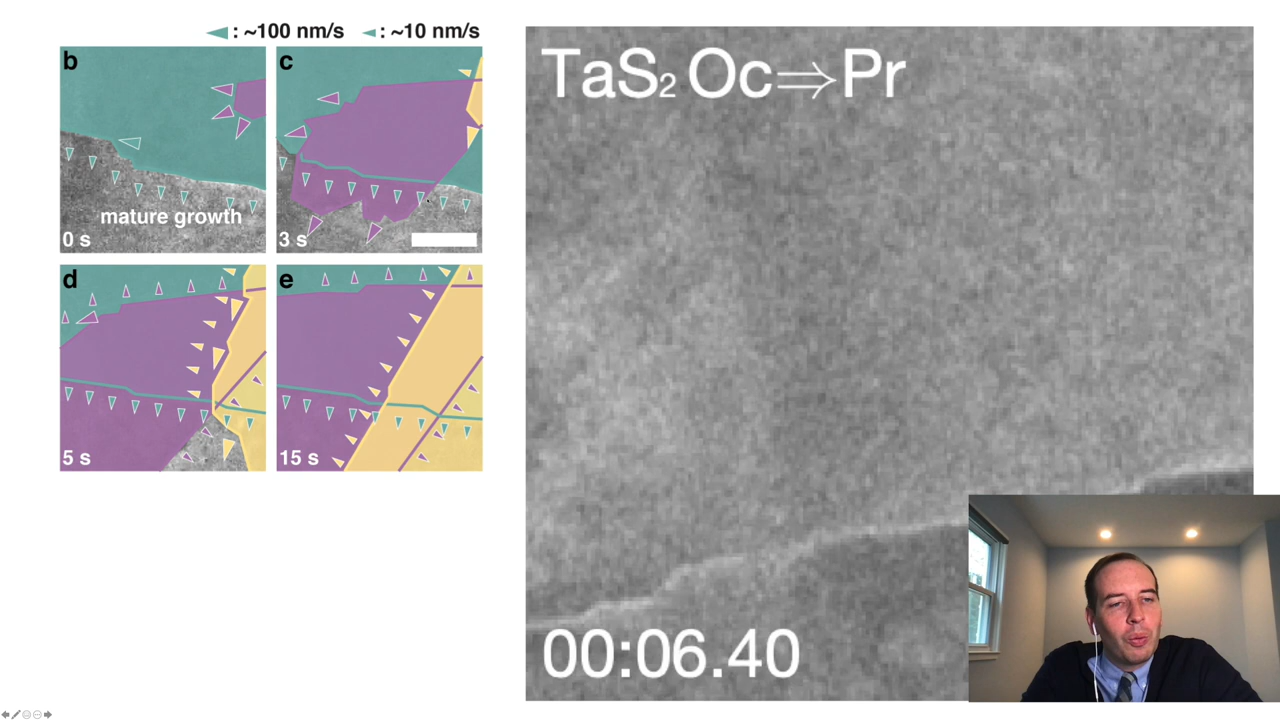 : ~100 nm/s : ~10 nm/s
b
mature growth
0 s
c
3 s
d
5 s
e
15 s
TaS2 Oc⇒Pr
00:06.40